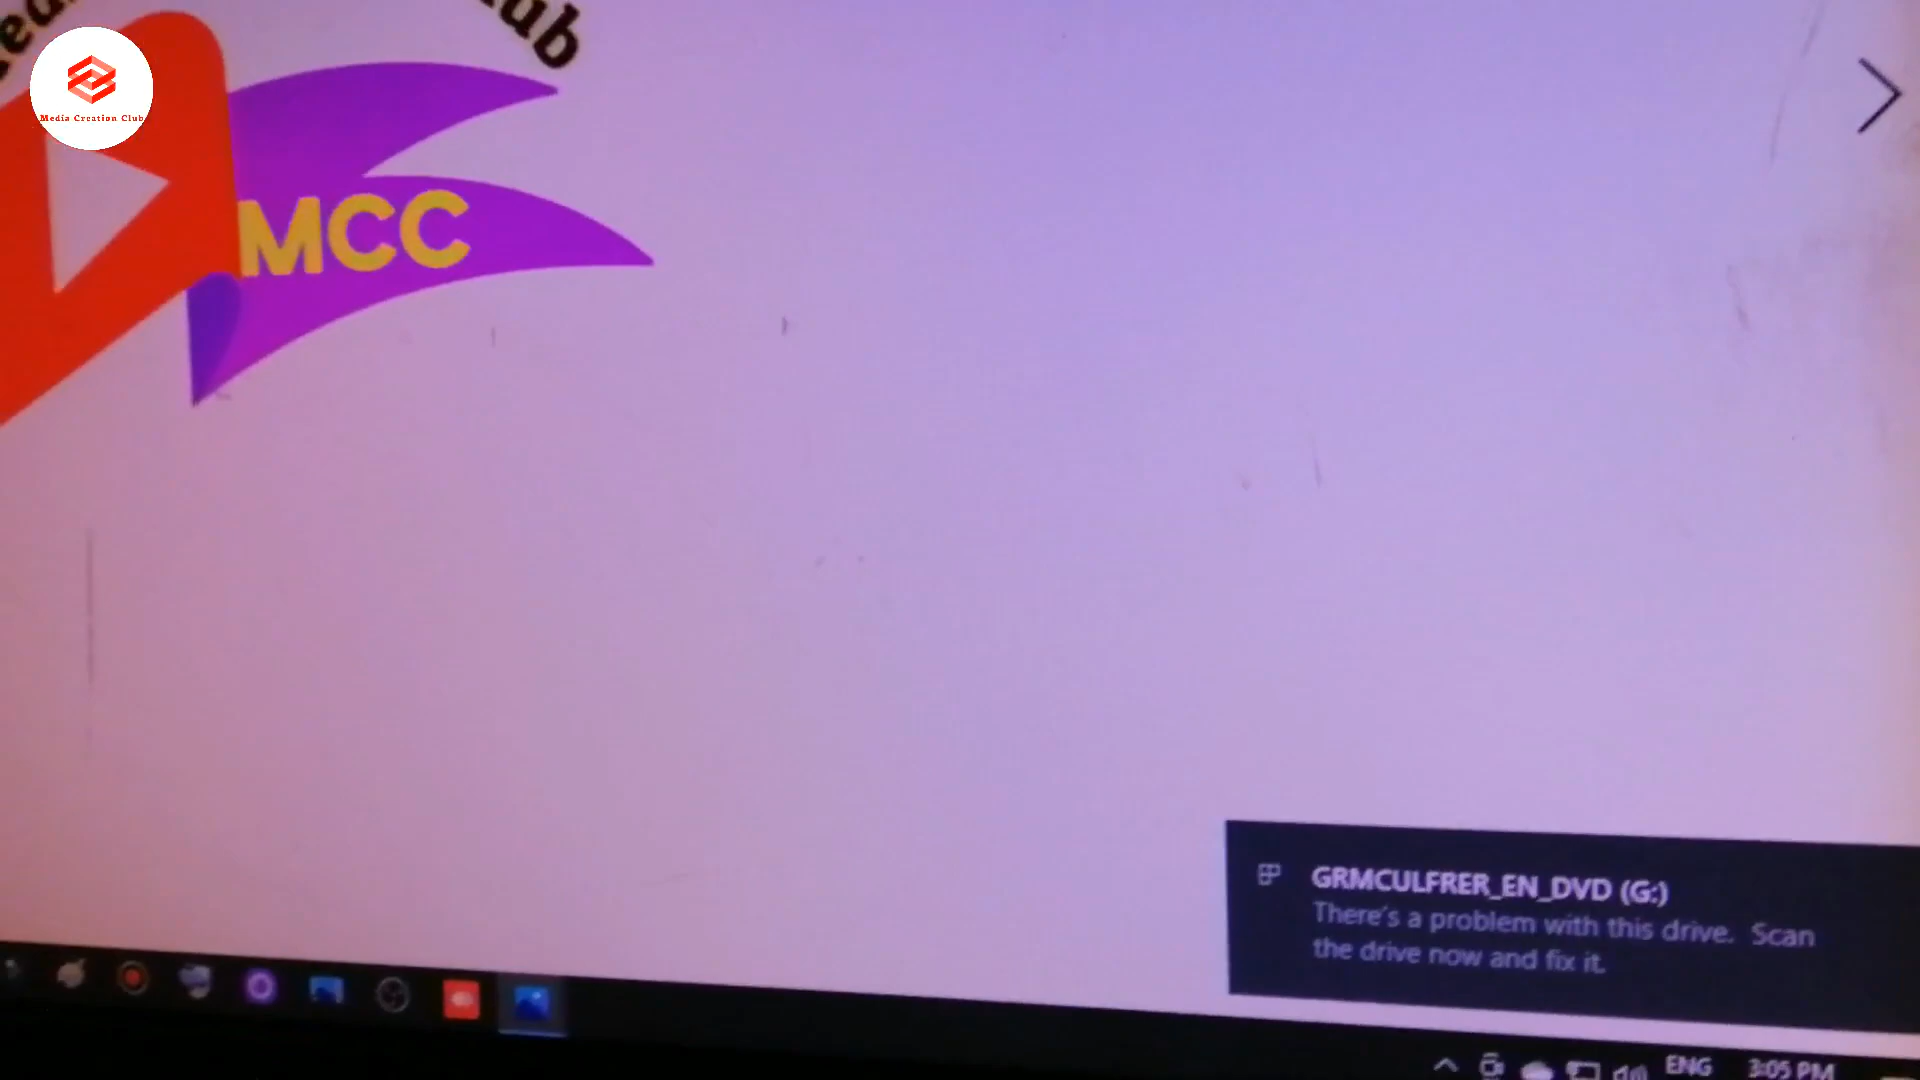 ub
Media Creation Club
MCC
GRMCULFRER_EN_DVD (G:)
There's a problem with this drive. Scan
the drive now and fix it.
ENG
3:05 PM